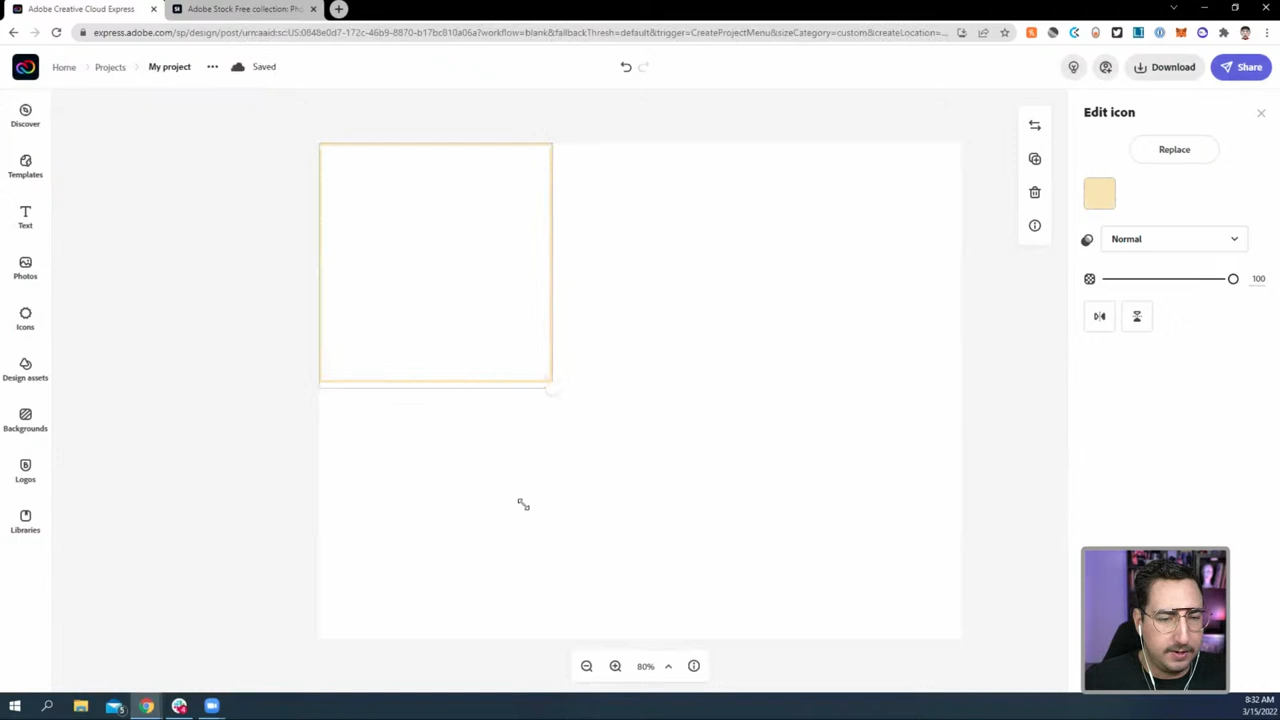 Adobe Creative Cloud Express
Adobe Stock Free collection: Pho
express.adobe.com/sp/design/post/urn:aaid:sc:US:0848e0d7-172c-46b9-8870-b17bc810a06a?workflow=blank&fallbackThresh=default&trigger=CreateProjectMenu&sizeCategory=custom&createLocation=...
Home
Projects
My project
Saved
Download
Share
Discover
Templates
Text
Photos
Icons
Design assets
Backgrounds
Logos
Libraries
Edit icon
Replace
Normal
100
80%
8:32 AM
3/15/2022